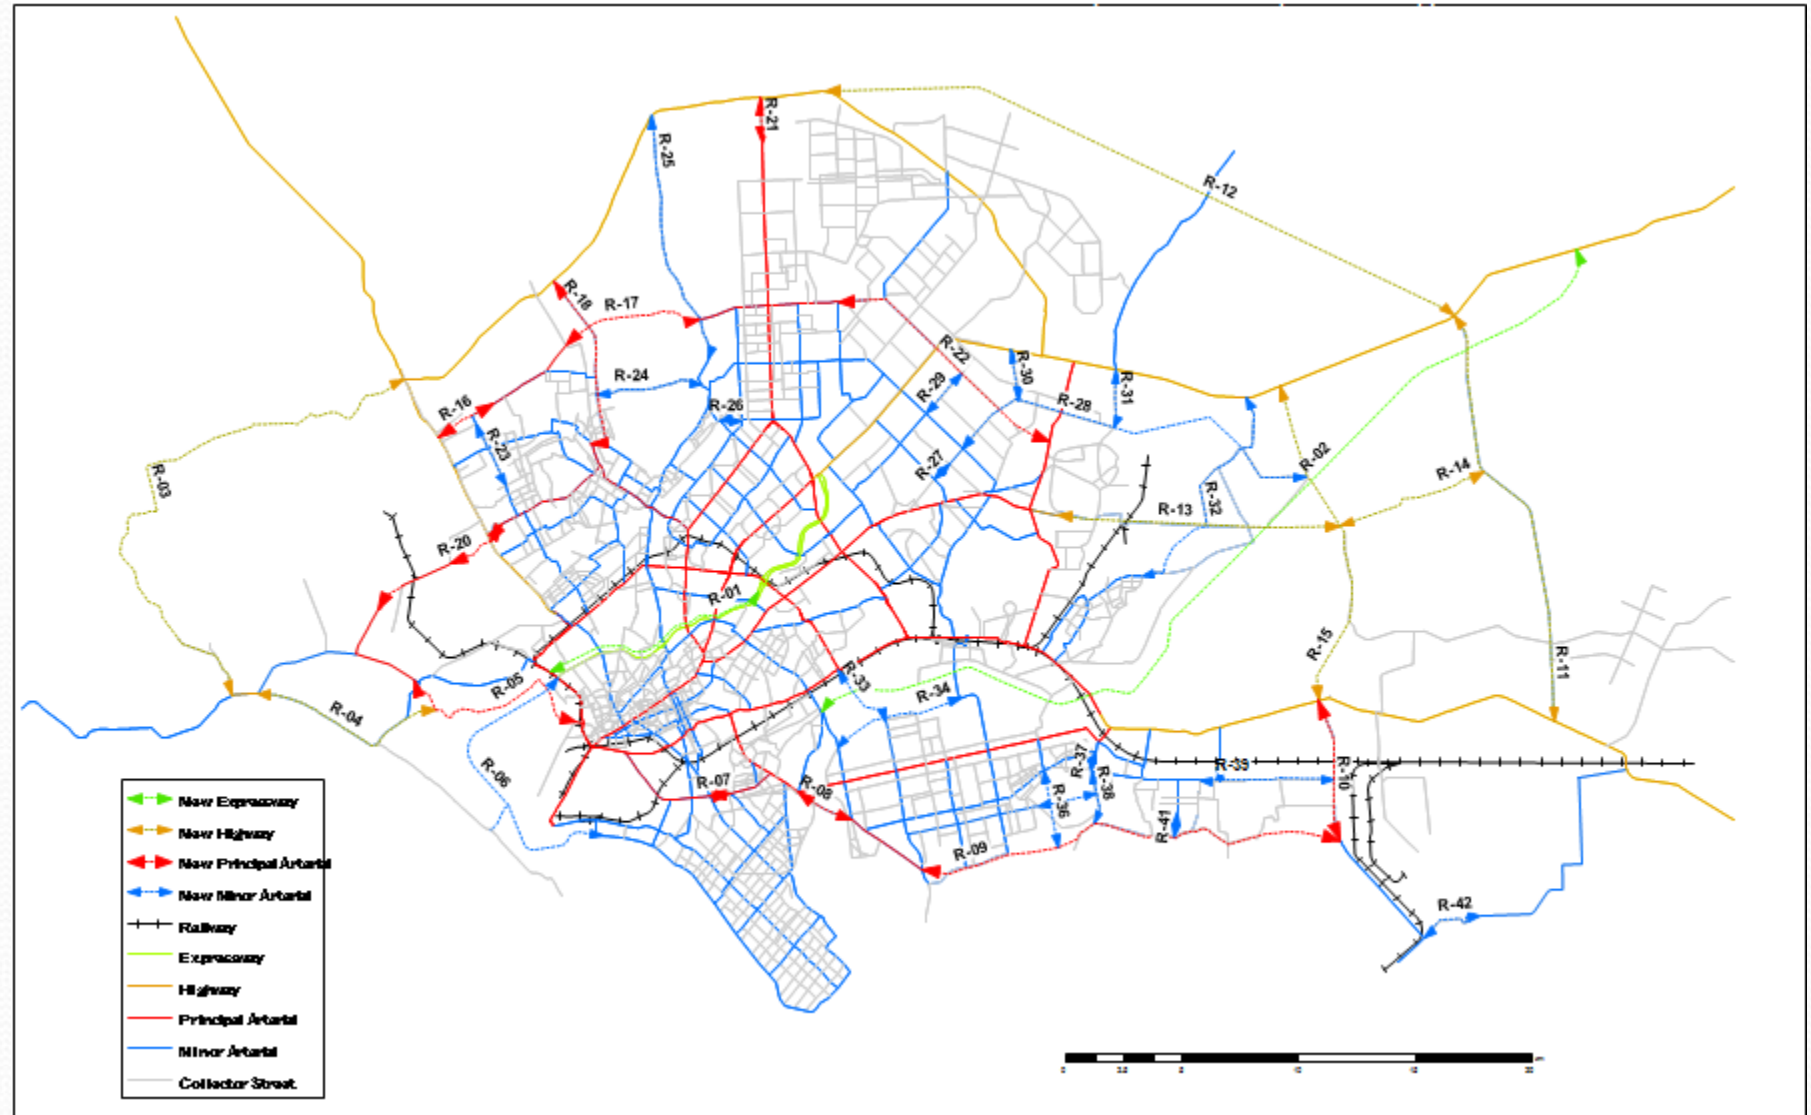 R-21
R-25
R-12
R-18
R-17
R-22
R-30
R-24
R-29
R-31
R-28
R-16
R-26
R-23
R-02
R-27
R-14
R-03
R-32
R-13
R-20
R-01
R-15
R-11
R-33
R-05
R-34
R-04
R-37
R-06
R-39
R-10
R-07
R-08
R-38
R-36
R-41
R-09
R-42
New Expressway
New Highway
New Principal Arterial
New Minor Arterial
Railway
Expressway
Highway
Principal Arterial
Minor Arterial
Collector Street